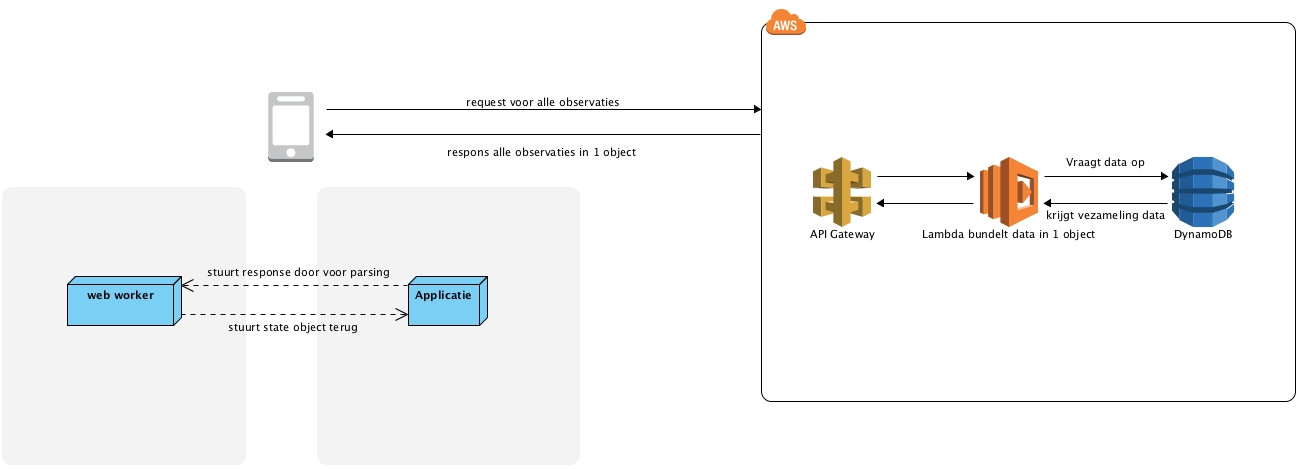 AWS
request voor alle observaties
respons alle observaties in 1 object
Vraagt data op
krijgt vezameling data
API Gateway
Lambda bundelt data in 1 object
DynamoDB
stuurt response door voor parsing
web worker
Applicatie
stuurt state object terug